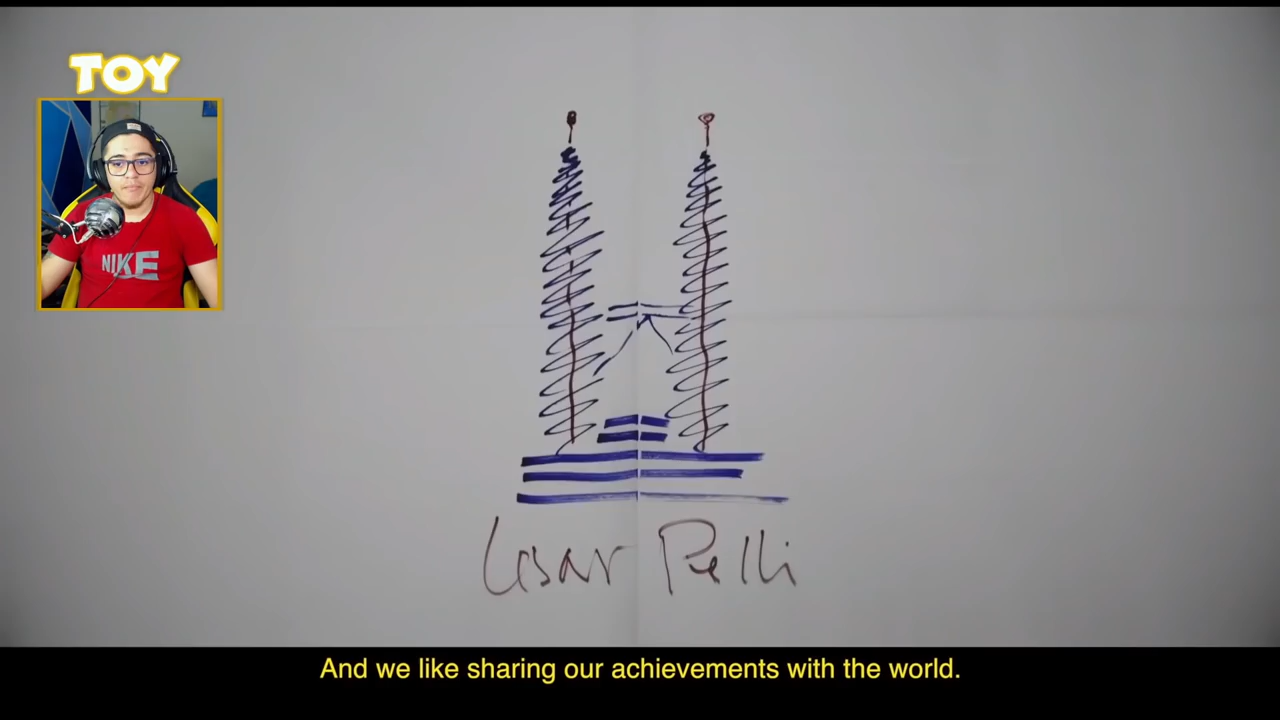 TOY
NIKE
Cesar Pelli
And we like sharing our achievements with the world.